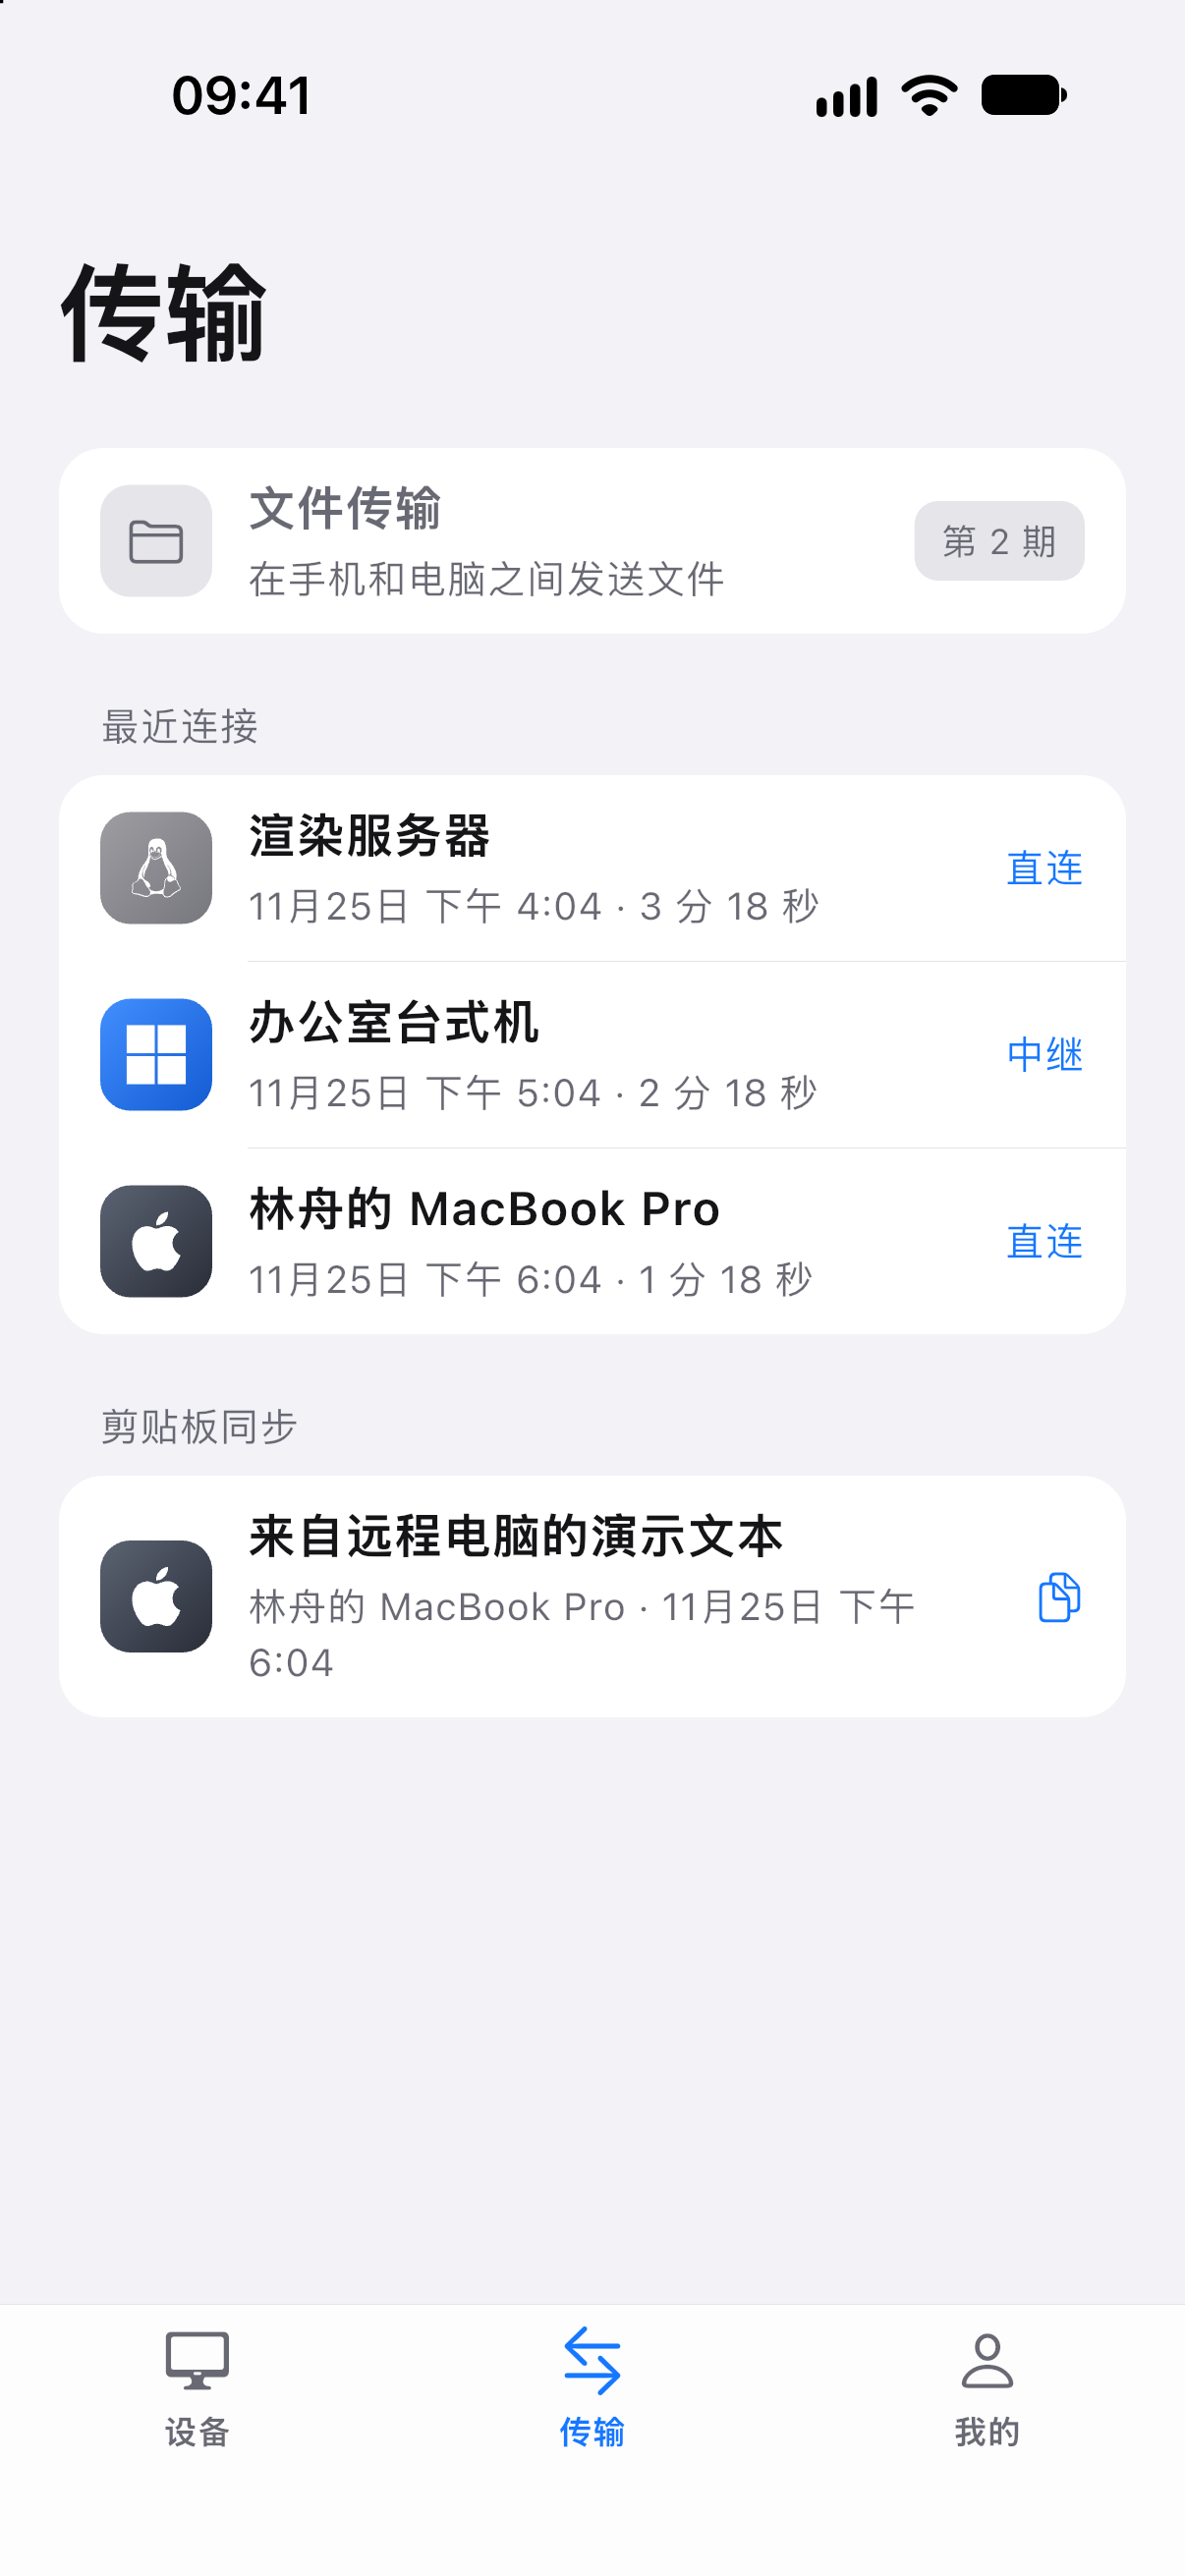 09:41
传输
文件传输
在手机和电脑之间发送文件
第 2 期
最近连接
渲染服务器
11月25日 下午 4:04 · 3 分 18 秒
直连
办公室台式机
11月25日 下午 5:04 · 2 分 18 秒
中继
林舟的 MacBook Pro
11月25日 下午 6:04 · 1 分 18 秒
直连
剪贴板同步
来自远程电脑的演示文本
林舟的 MacBook Pro · 11月25日 下午
6:04
设备
传输
我的